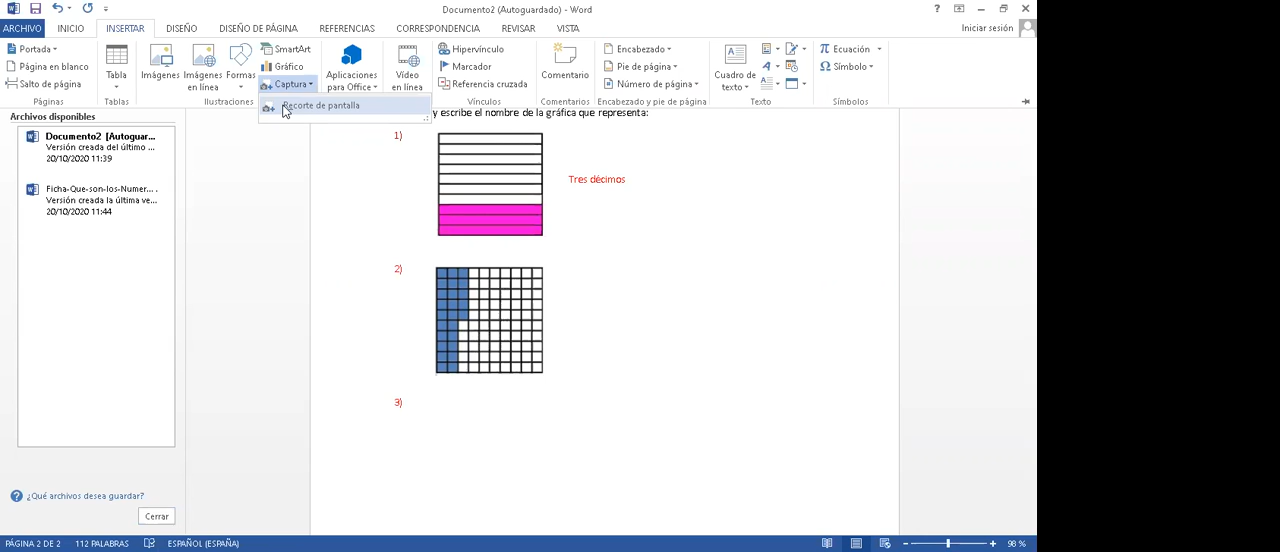 Documento2 (Autoguardado) - Word
ARCHIVO INICIO INSERTAR DISEÑO DISEÑO DE PÁGINA REFERENCIAS CORRESPONDENCIA REVISAR VISTA Iniciar sesión
Portada
Página en blanco
Salto de página
Páginas
Tabla
Tablas
Imágenes
Imágenes en línea
Formas
SmartArt
Gráfico
Captura
Ilustraciones
Recorte de pantalla
Aplicaciones para Office
Vídeo en línea
Hipervínculo
Marcador
Referencia cruzada
Vínculos
Comentario
Comentarios
Encabezado
Pie de página
Número de página
Encabezado y pie de página
Cuadro de texto
Texto
Ecuación
Símbolo
Símbolos
Archivos disponibles
Documento2 [Autoguar...
Versión creada del último ...
20/10/2020 11:39
Ficha-Que-son-los-Numer... .
Versión creada la última ve...
20/10/2020 11:44
¿Qué archivos desea guardar?
Cerrar
y escribe el nombre de la gráfica que representa:
1)
Tres décimos
2)
3)
PÁGINA 2 DE 2 112 PALABRAS ESPAÑOL (ESPAÑA) 98 %